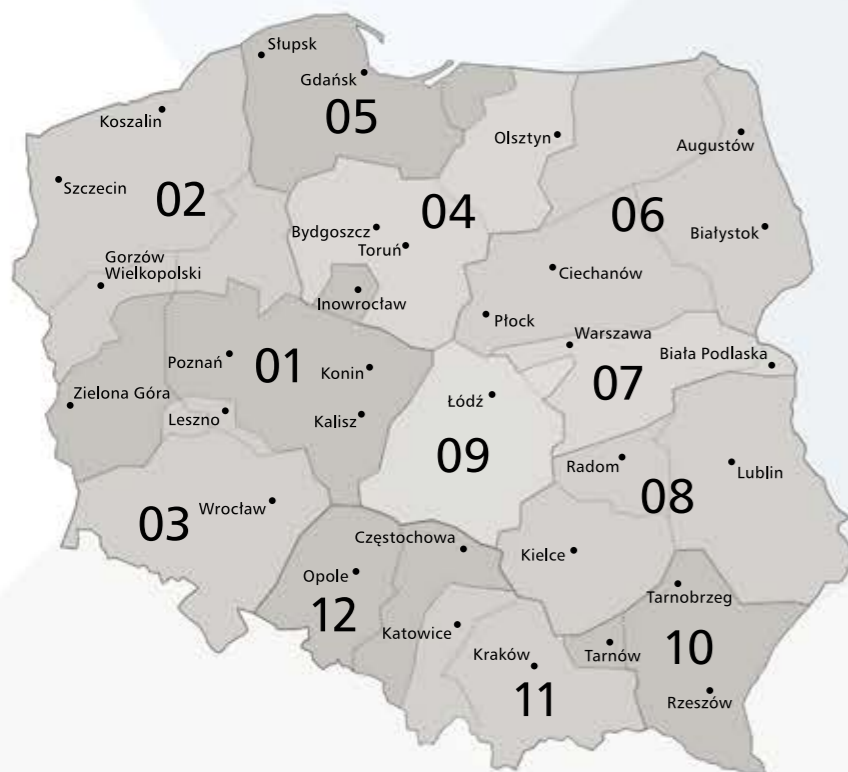 Słupsk
Gdańsk
05
Koszalin
Olsztyn
Augustów
Szczecin
02
04
06
Bydgoszcz
Toruń
Białystok
Gorzów
Wielkopolski
Ciechanów
Inowrocław
Płock
Warszawa
Biała Podlaska
Poznań
01
Konin
07
Zielona Góra
Łódź
Leszno
Kalisz
09
Radom
Lublin
08
Wrocław
03
Częstochowa
Kielce
Opole
Tarnobrzeg
12
Katowice
Kraków
Tarnów
10
11
Rzeszów